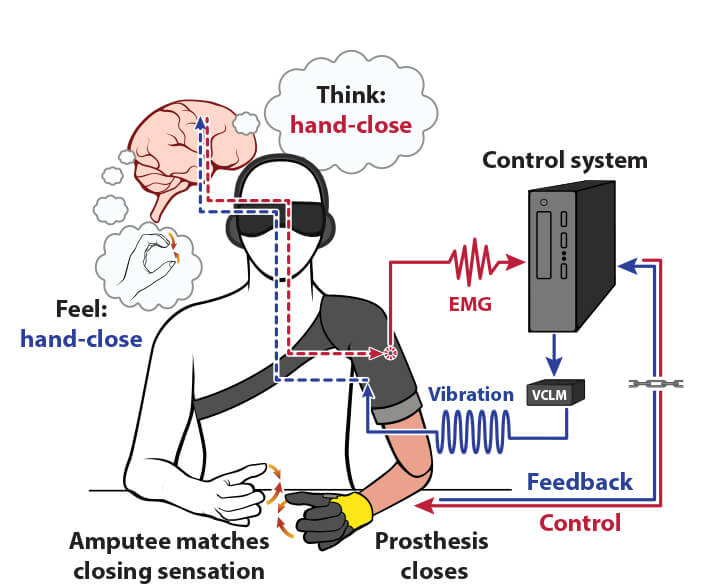 Think:
hand-close
Control system
EMG
Feel:
hand-close
Vibration
VCLM
Feedback
Control
Amputee matches
closing sensation
Prosthesis
closes